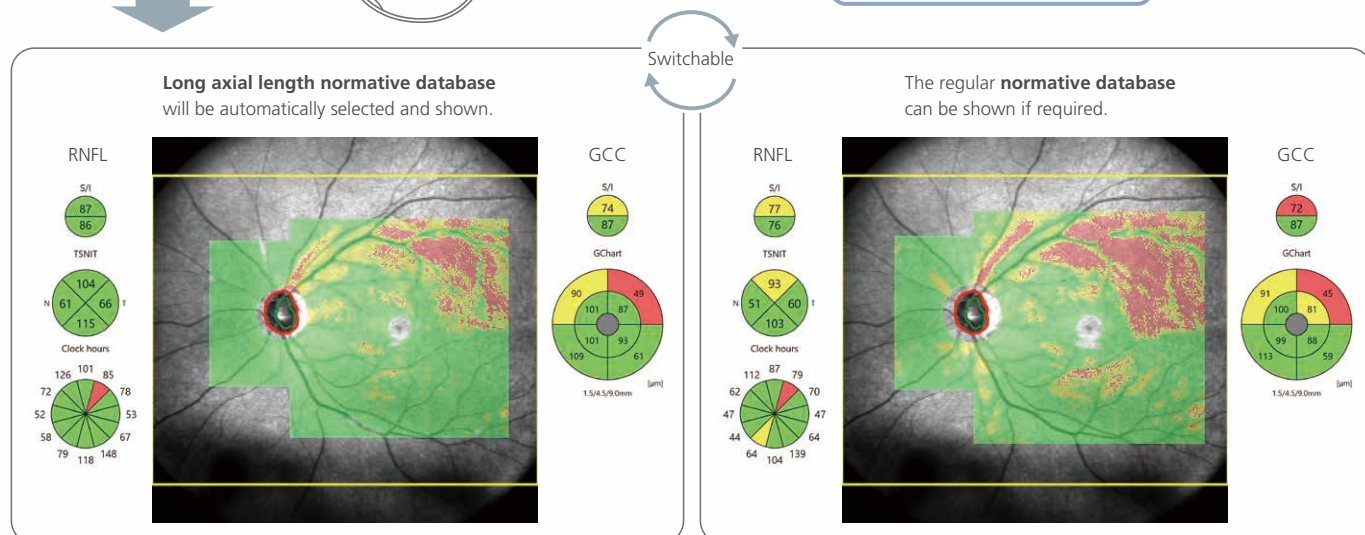 Switchable
Long axial length normative database
will be automatically selected and shown.
RNFL
S/I
87
86
TSNIT
104
N 61 66 T
115
Clock hours
101
126 85
72 78
52 53
58 67
79 148
118
GCC
S/I
74
87
GChart
90 49
101 87
101 93
109 61
[μm]
1.5/4.5/9.0mm
The regular normative database
can be shown if required.
RNFL
S/I
77
76
TSNIT
93
N 51 60 T
103
Clock hours
87
112 79
62 70
47 47
44 64
64 139
104
GCC
S/I
72
87
GChart
91 45
100 81
99 88
113 59
[μm]
1.5/4.5/9.0mm